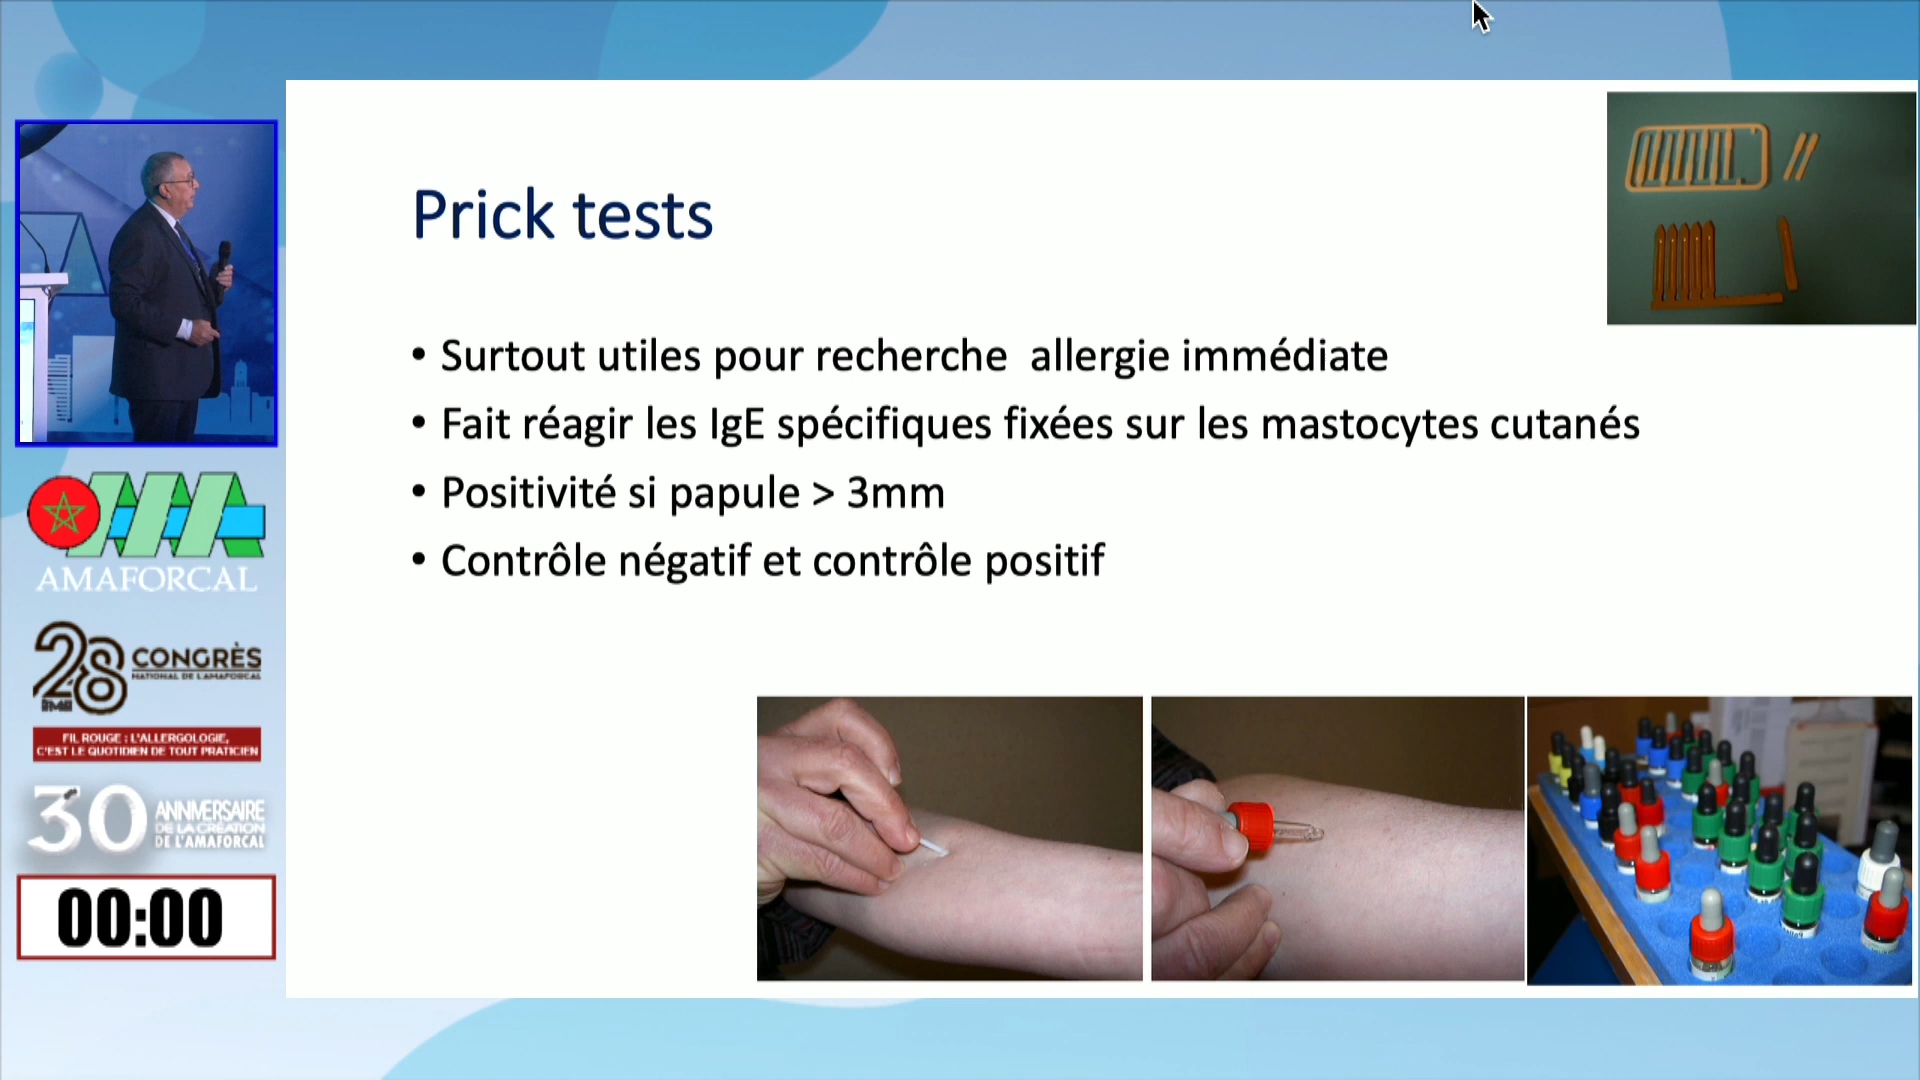 Prick tests
• Surtout utiles pour recherche  allergie immédiate
• Fait réagir les IgE spécifiques fixées sur les mastocytes cutanés
• Positivité si papule > 3mm
• Contrôle négatif et contrôle positif
AMAFORCAL
28
CONGRÈS
NATIONAL DE L'AMAFORCAL
FIL ROUGE : L'ALLERGOLOGIE,
C'EST LE QUOTIDIEN DE TOUT PRATICIEN
30 ANNIVERSAIRE
DE LA CRÉATION
DE L'AMAFORCAL
00:00